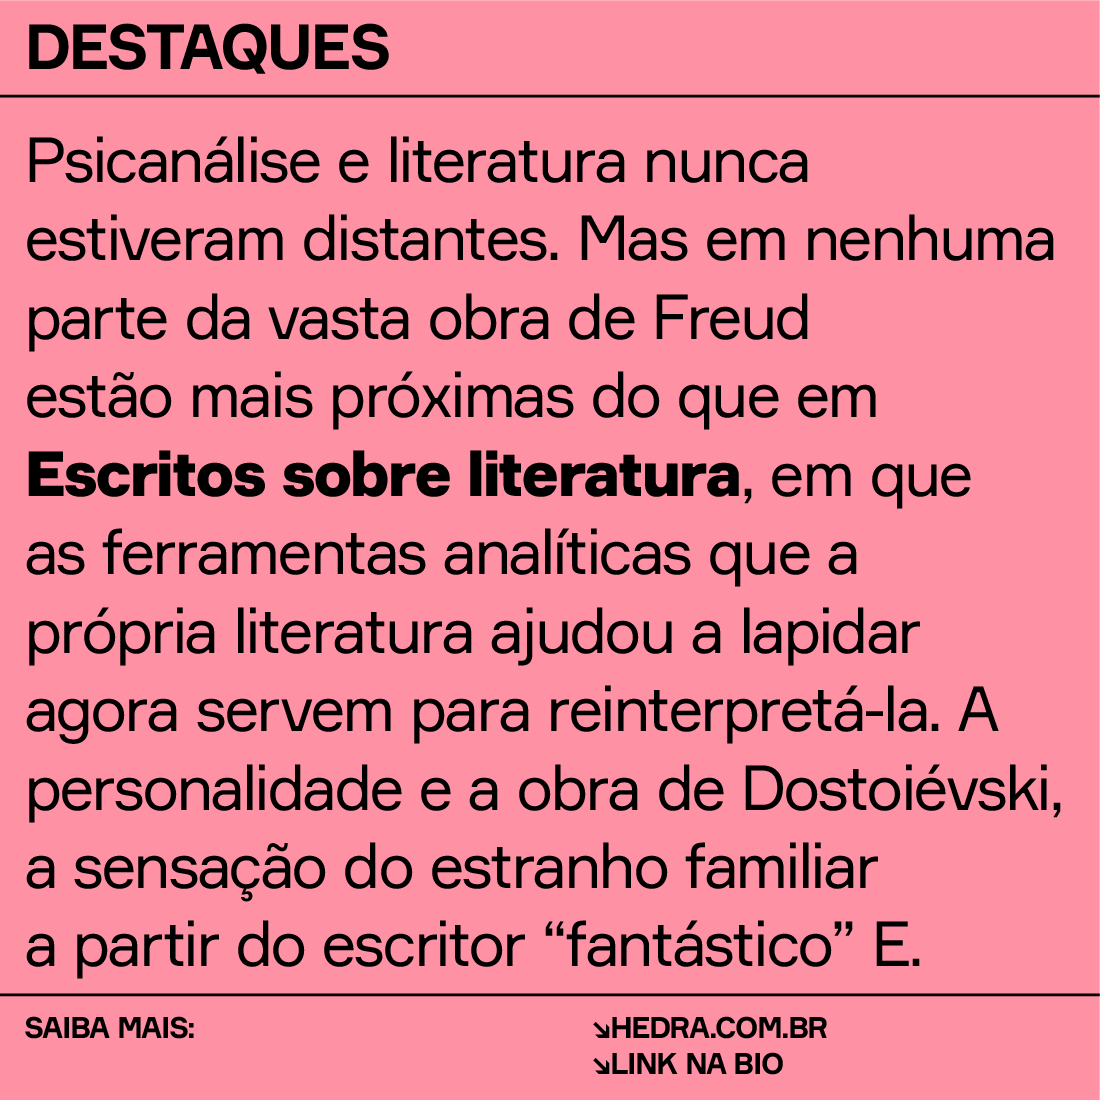 DESTAQUES
Psicanálise e literatura nunca
estiveram distantes. Mas em nenhuma
parte da vasta obra de Freud
estão mais próximas do que em
Escritos sobre literatura, em que
as ferramentas analíticas que a
própria literatura ajudou a lapidar
agora servem para reinterpretá-la. A
personalidade e a obra de Dostoiévski,
a sensação do estranho familiar
a partir do escritor “fantástico” E.
SAIBA MAIS:
↘HEDRA.COM.BR
↘LINK NA BIO